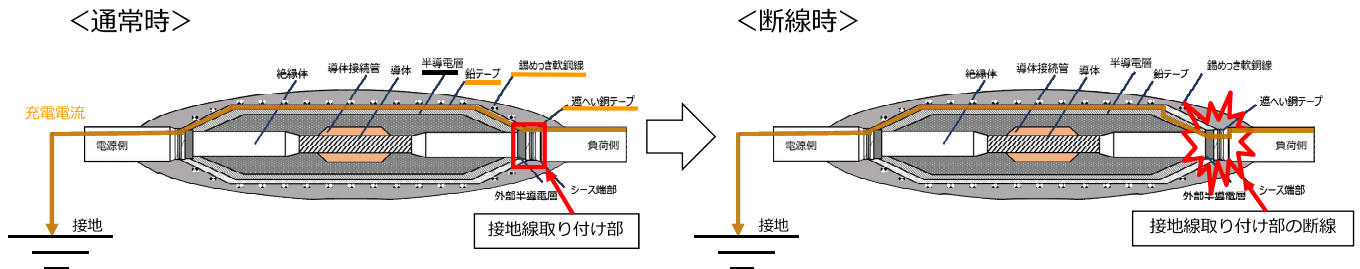 ＜通常時＞
＜断線時＞
絶縁体
導体接続管
導体
半導電層
鉛テープ
錫めっき軟銅線
遮へい銅テープ
充電電流
電源側
負荷側
外部半導電層
シース端部
接地
接地線取り付け部
絶縁体
導体接続管
導体
半導電層
鉛テープ
錫めっき軟銅線
遮へい銅テープ
電源側
負荷側
外部半導電層
シース端部
接地
接地線取り付け部の断線